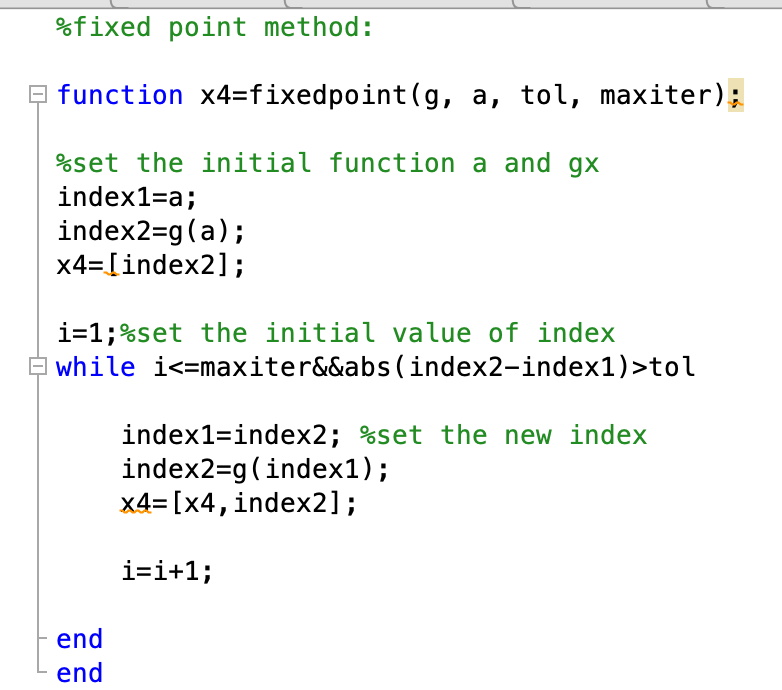 %fixed point method:
function x4=fixedpoint(g, a, tol, maxiter);
%set the initial function a and gx
index1=a;
index2=g(a);
x4=[index2];
i=1;%set the initial value of index
while i<=maxiter&&abs(index2-index1)>tol
index1=index2; %set the new index
index2=g(index1);
x4=[x4,index2];
i=i+1;
end
end